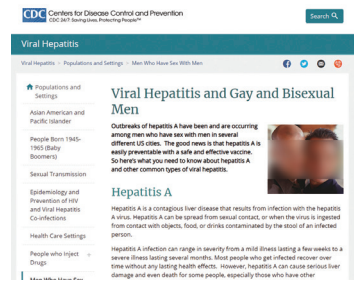 CDC Centers for Disease Control and Prevention
CDC 24/7: Saving Lives, Protecting People™
Search
Viral Hepatitis
Viral Hepatitis > Populations and Settings > Men Who Have Sex With Men
Populations and
Settings
Asian American and
Pacific Islander
People Born 1945-
1965 (Baby
Boomers)
Sexual Transmission
Epidemiology and
Prevention of HIV
and Viral Hepatitis
Co-infections
Health Care Settings
People who Inject
Drugs
Men Who Have Sex
Viral Hepatitis and Gay and Bisexual
Men
Outbreaks of hepatitis A have been and are occurring
among men who have sex with men in several
different US cities. The good news is that hepatitis A is
easily preventable with a safe and effective vaccine.
So here's what you need to know about hepatitis A
and other common types of viral hepatitis.
Hepatitis A
Hepatitis A is a contagious liver disease that results from infection with the hepatitis
A virus. Hepatitis A can be spread from sexual contact, or when the virus is ingested
from contact with objects, food, or drinks contaminated by the stool of an infected
person.
Hepatitis A infection can range in severity from a mild illness lasting a few weeks to a
severe illness lasting several months. Most people who get infected recover over
time without any lasting health effects. However, hepatitis A can cause serious liver
damage and even death for some people, especially those who have other